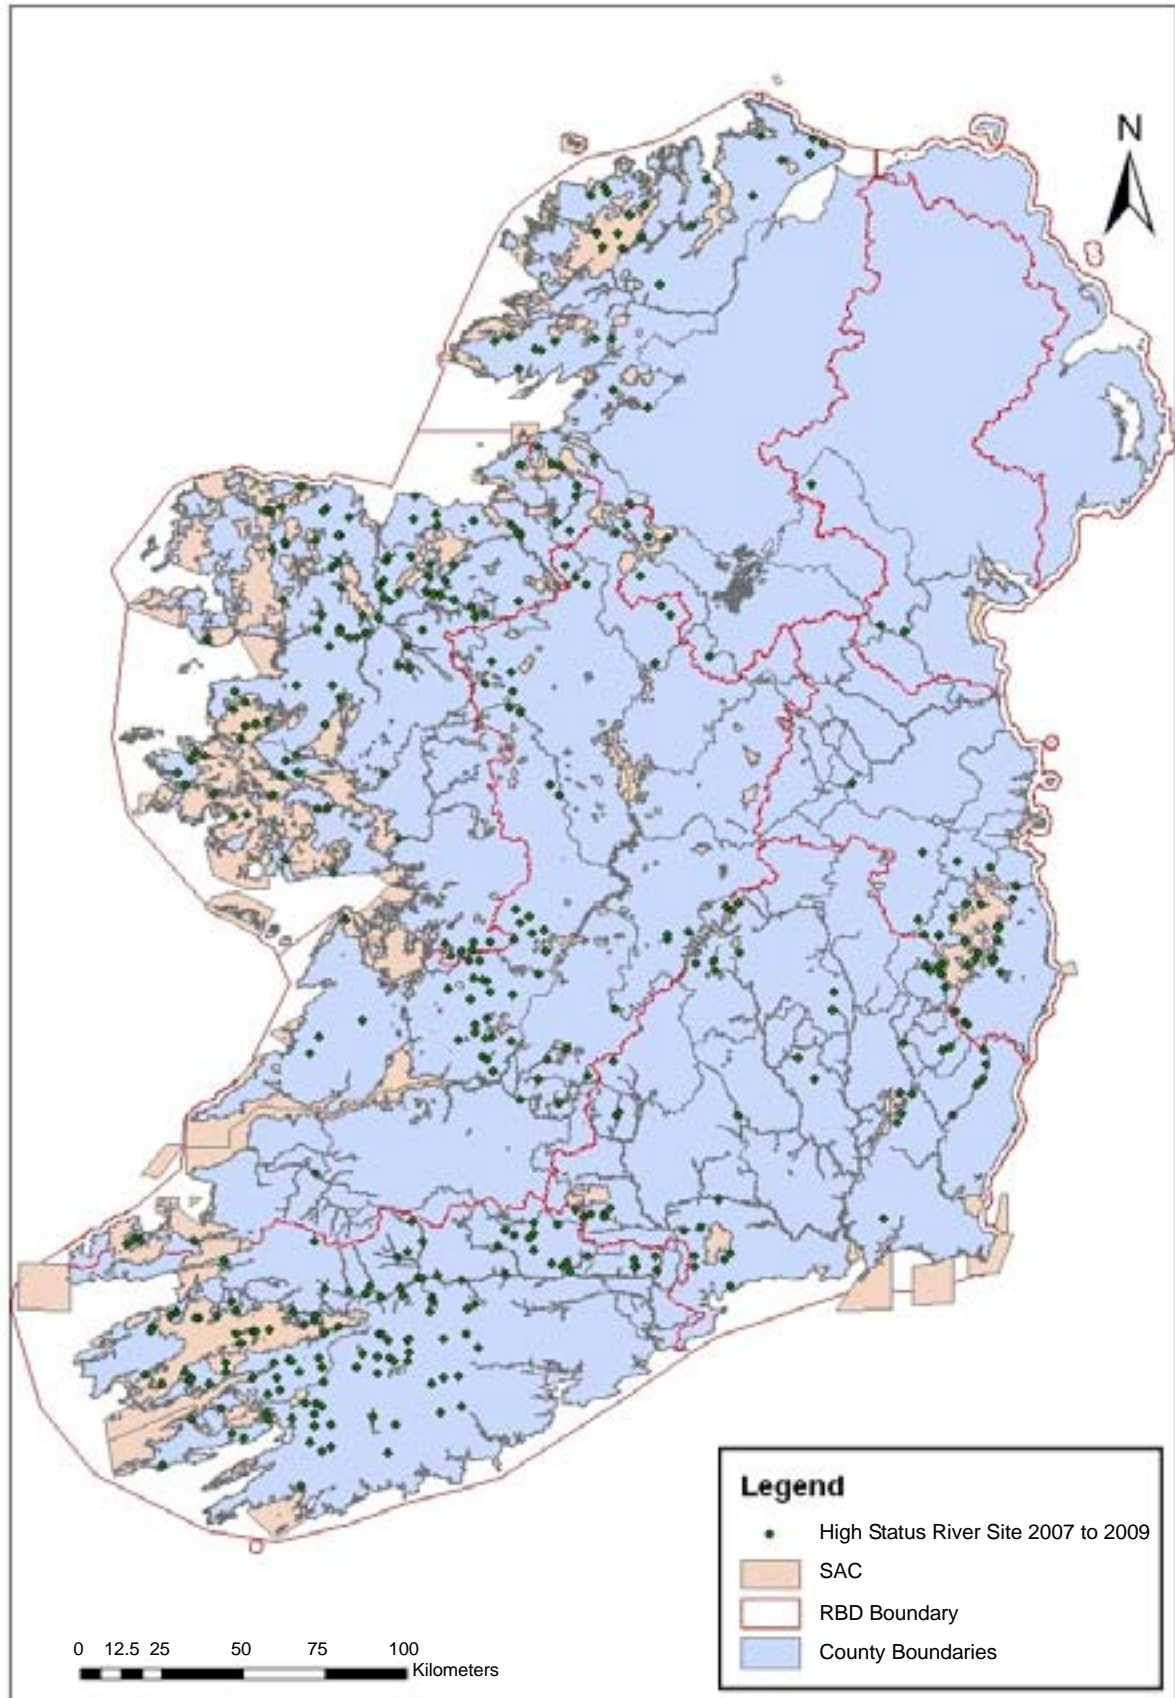 N
Legend
High Status River Site 2007 to 2009
SAC
RBD Boundary
County Boundaries
0 12.5 25 50 75 100
Kilometers